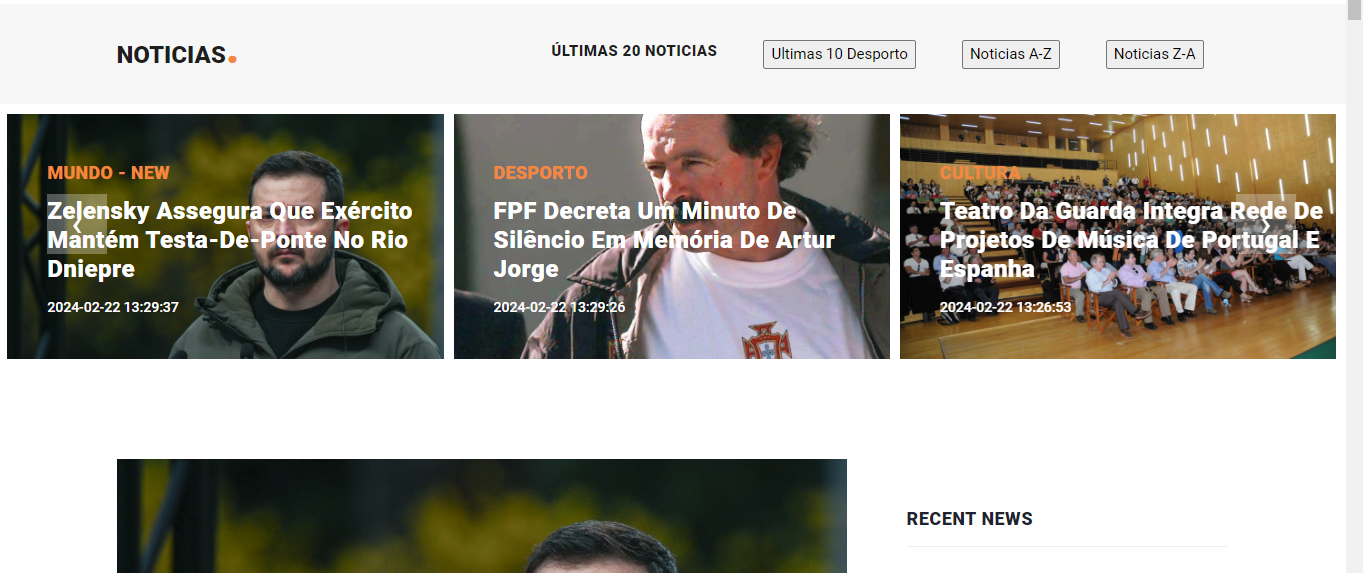 NOTICIAS.
ÚLTIMAS 20 NOTICIAS
Ultimas 10 Desporto
Noticias A-Z
Noticias Z-A
MUNDO - NEW
Zelensky Assegura Que Exército
Mantém Testa-De-Ponte No Rio
Dniepre
2024-02-22 13:29:37
DESPORTO
FPF Decreta Um Minuto De
Silêncio Em Memória De Artur
Jorge
2024-02-22 13:29:26
CULTURA
Teatro Da Guarda Integra Rede De
Projetos De Música De Portugal E
Espanha
2024-02-22 13:26:53
RECENT NEWS